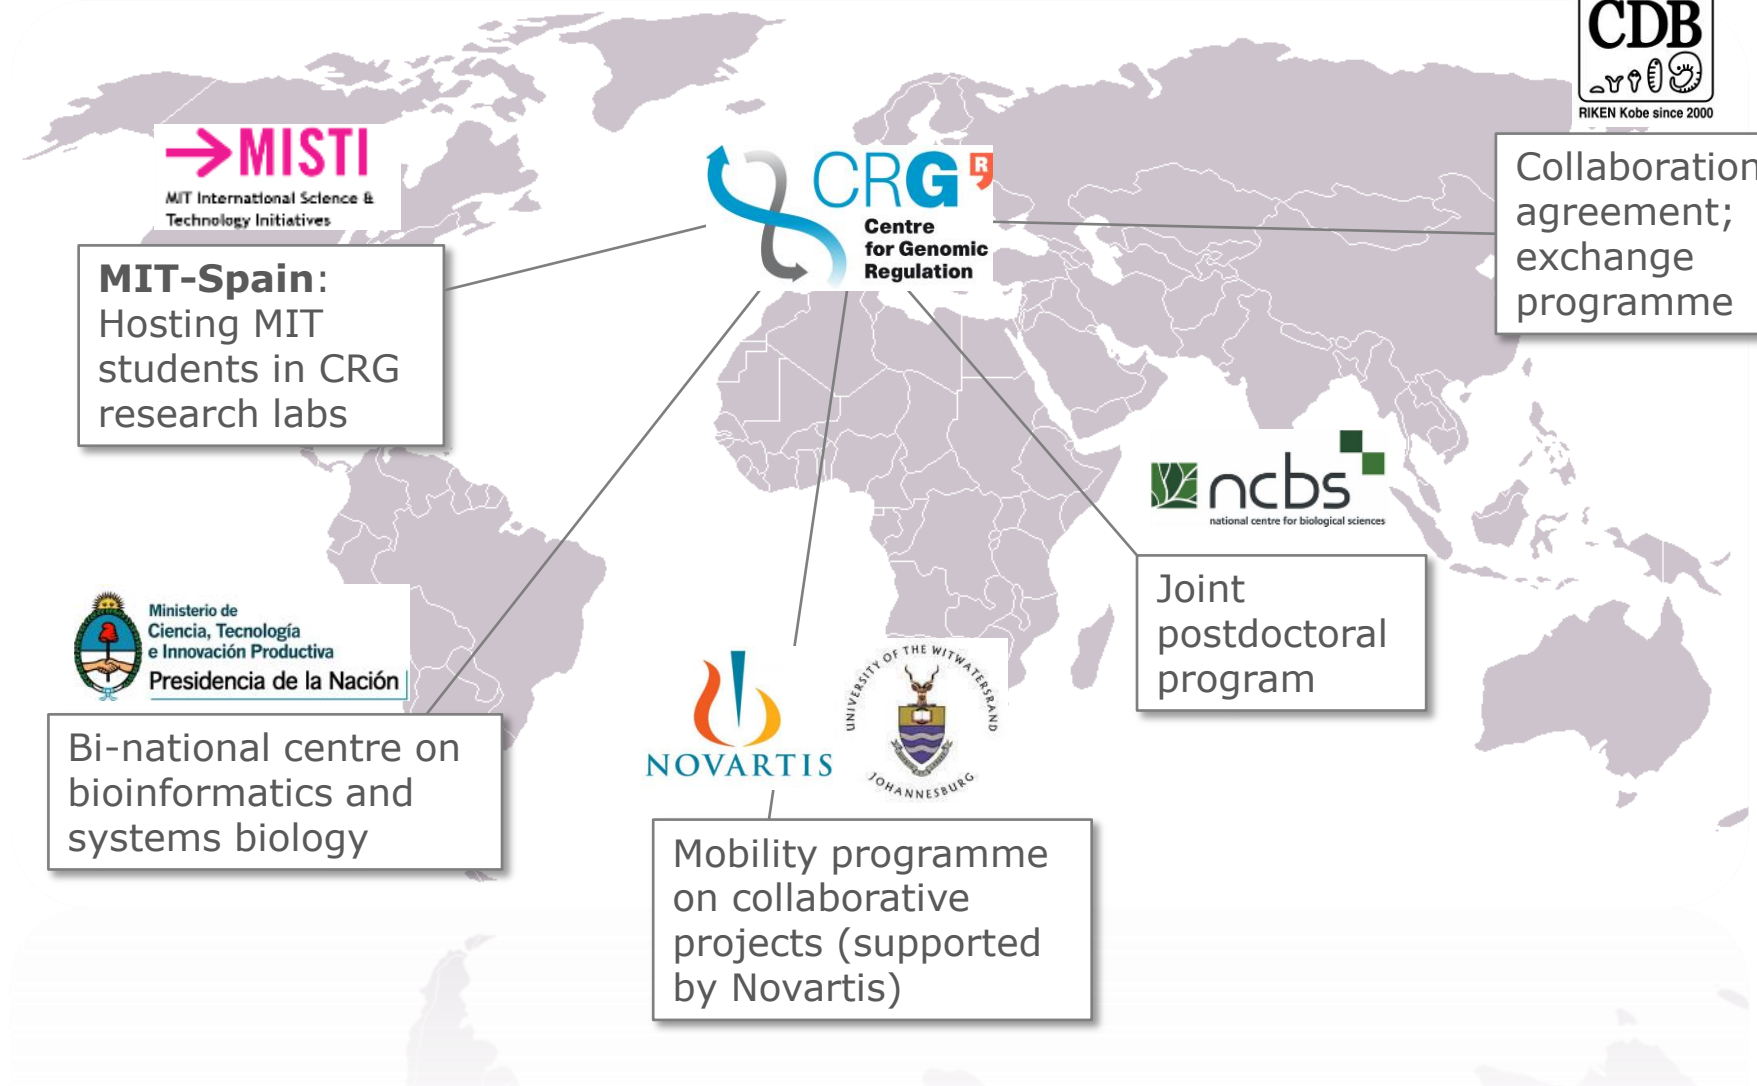 CDB
RIKEN Kobe since 2000
Collaboration
agreement;
exchange
programme
→MISTI
MIT International Science &
Technology Initiatives
MIT-Spain:
Hosting MIT
students in CRG
research labs
CRG R
Centre
for Genomic
Regulation
ncbs
national centre for biological sciences
Joint
postdoctoral
program
Ministerio de
Ciencia, Tecnología
e Innovación Productiva
Presidencia de la Nación
Bi-national centre on
bioinformatics and
systems biology
NOVARTIS
UNIVERSITY OF THE WITWATERSRAND
JOHANNESBURG
Mobility programme
on collaborative
projects (supported
by Novartis)